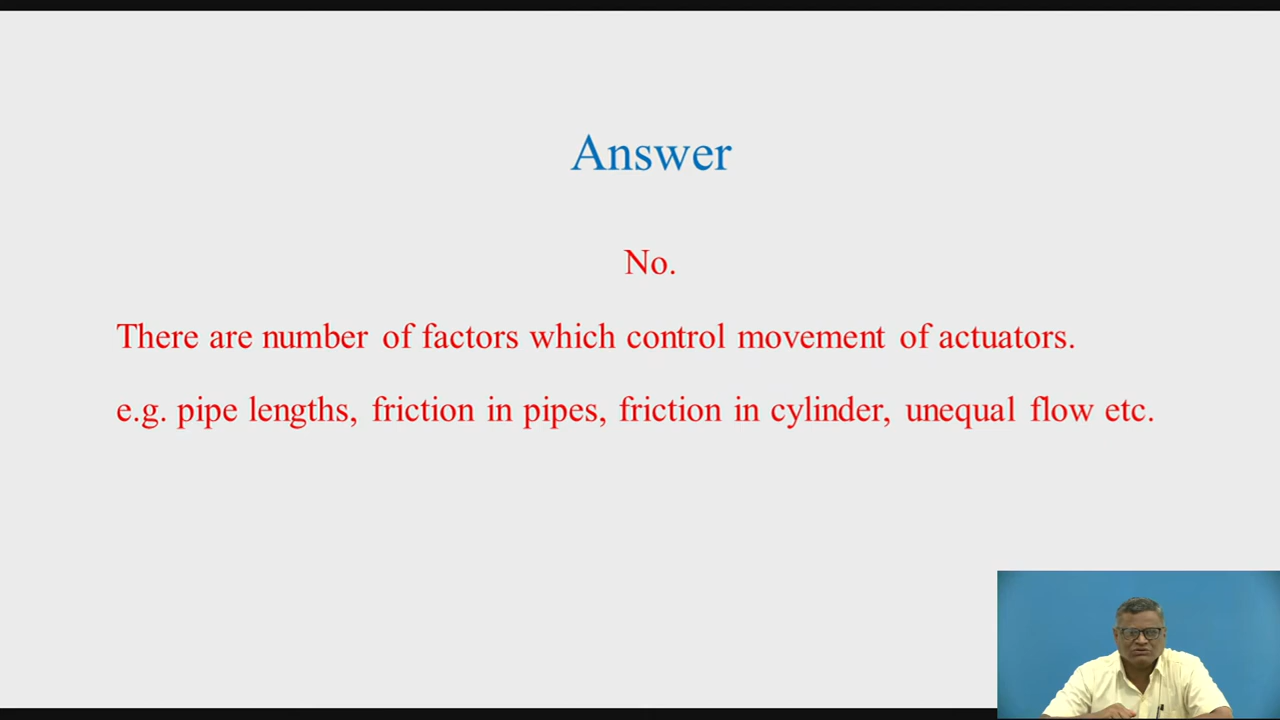 Answer
No.
There are number of factors which control movement of actuators.
e.g. pipe lengths, friction in pipes, friction in cylinder, unequal flow etc.